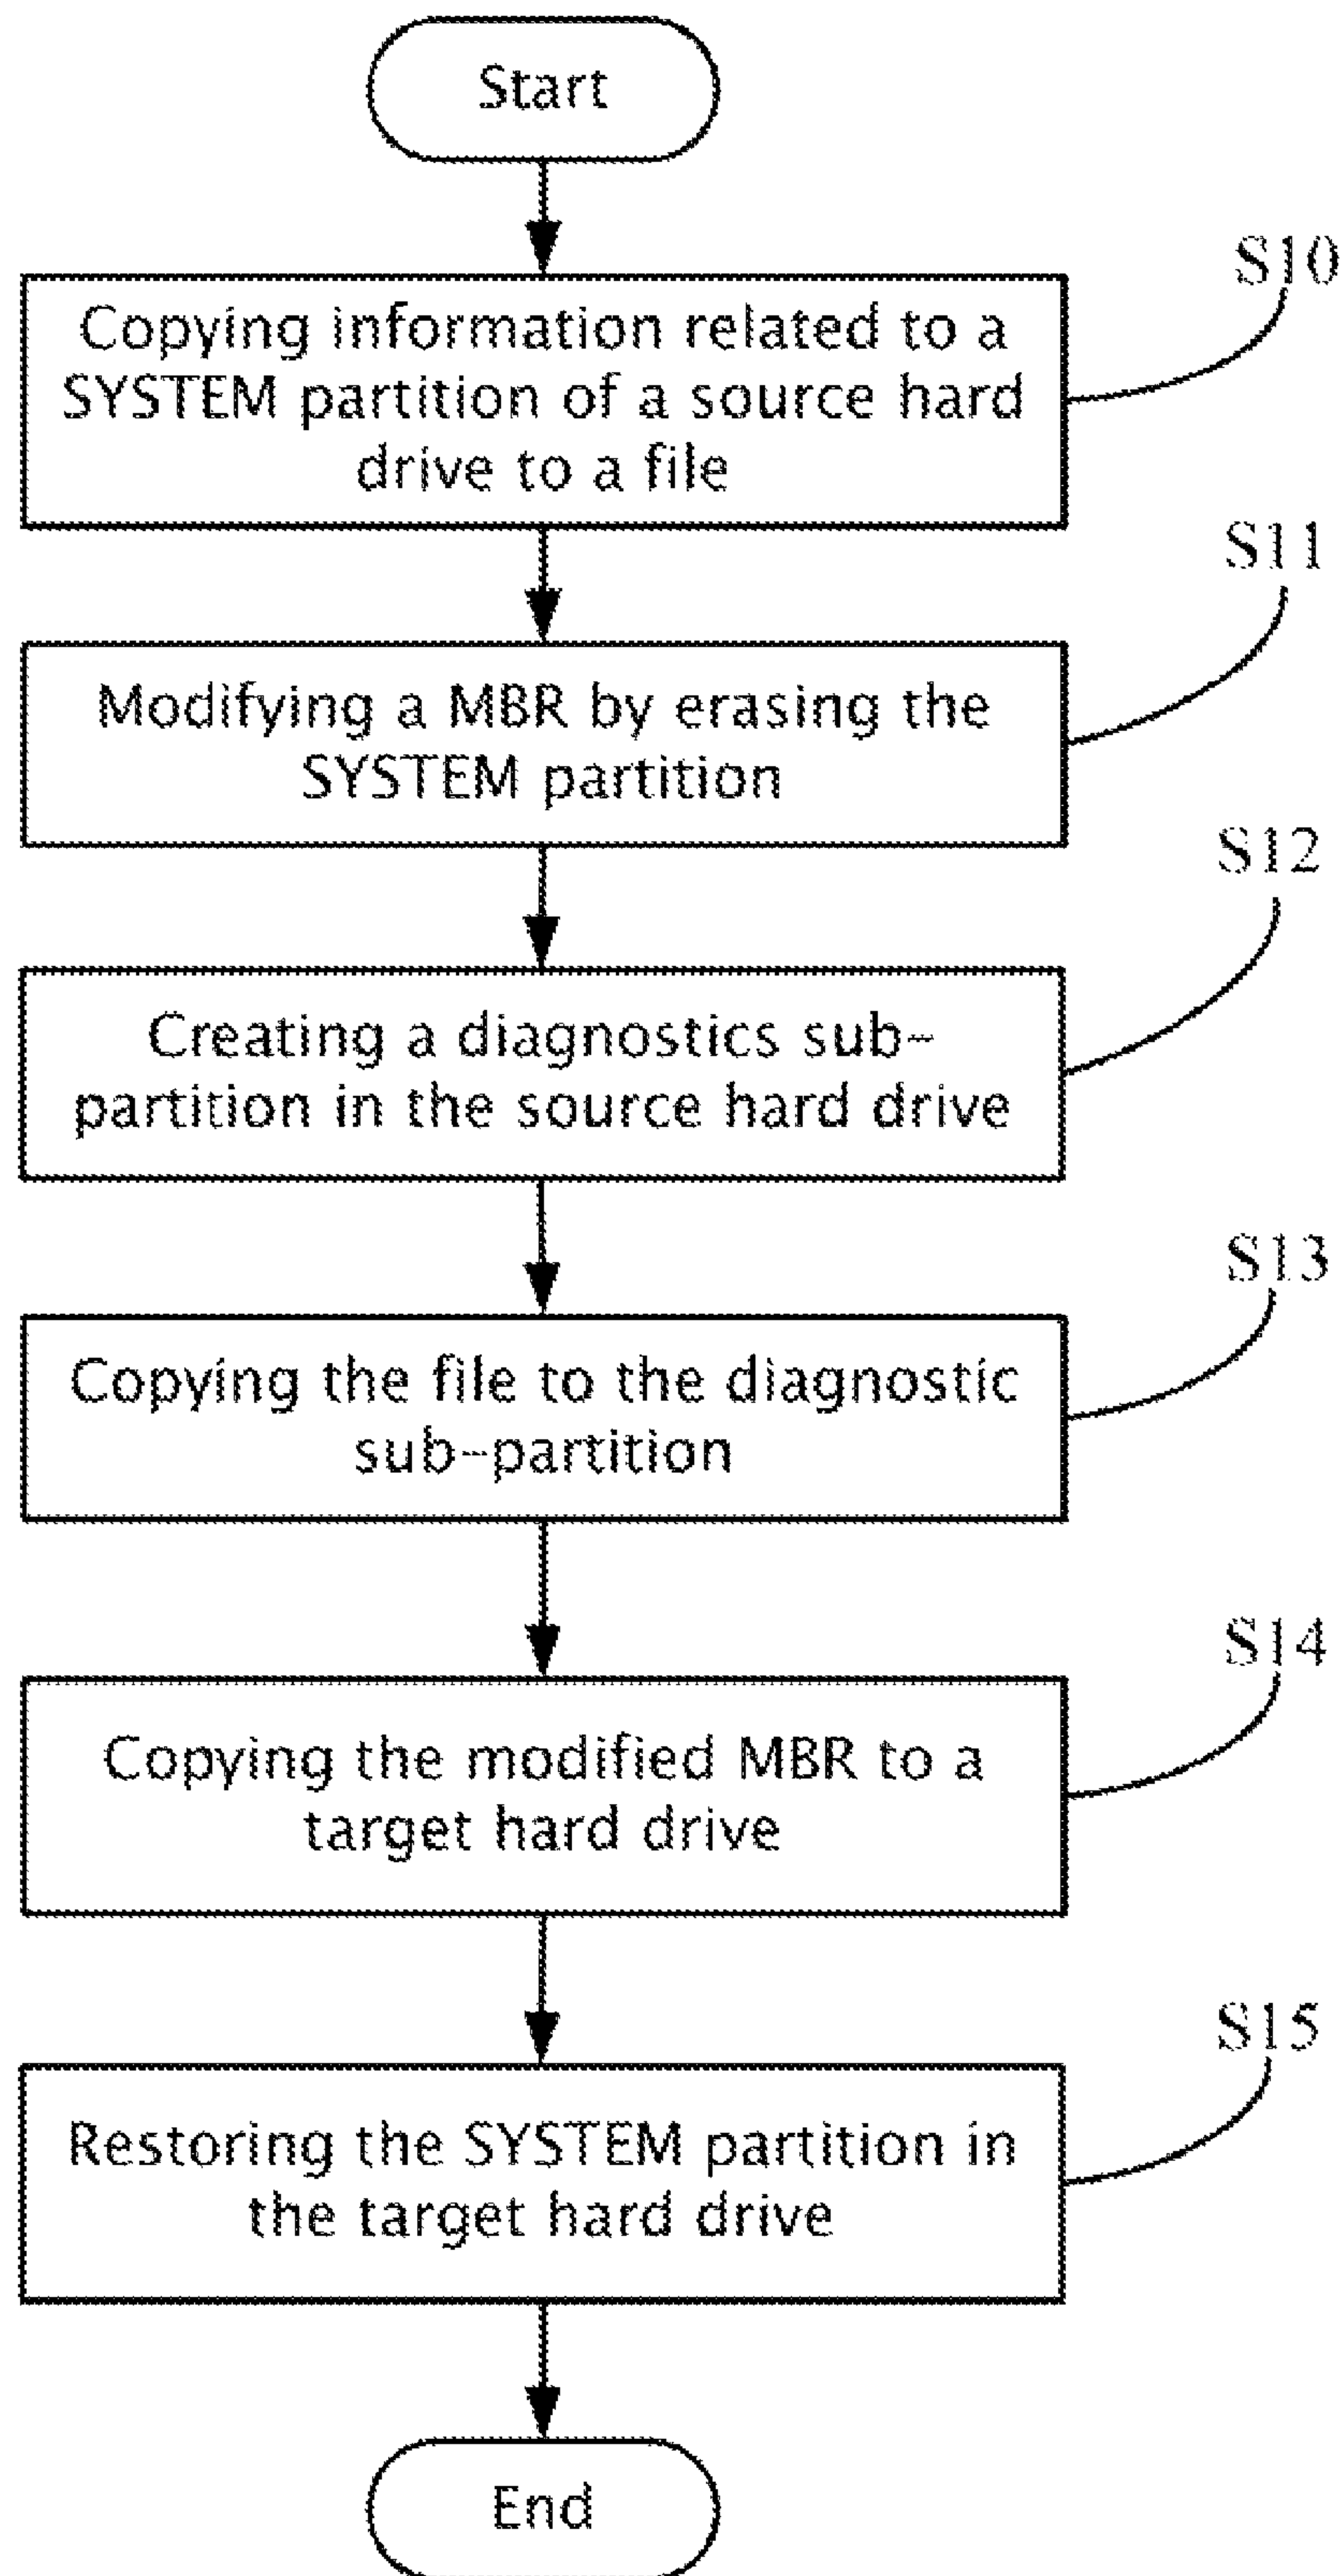 Start
S10
Copying information related to a
SYSTEM partition of a source hard
drive to a file
S11
Modifying a MBR by erasing the
SYSTEM partition
S12
Creating a diagnostics sub-
partition in the source hard drive
S13
Copying the file to the diagnostic
sub-partition
S14
Copying the modified MBR to a
target hard drive
S15
Restoring the SYSTEM partition in
the target hard drive
End